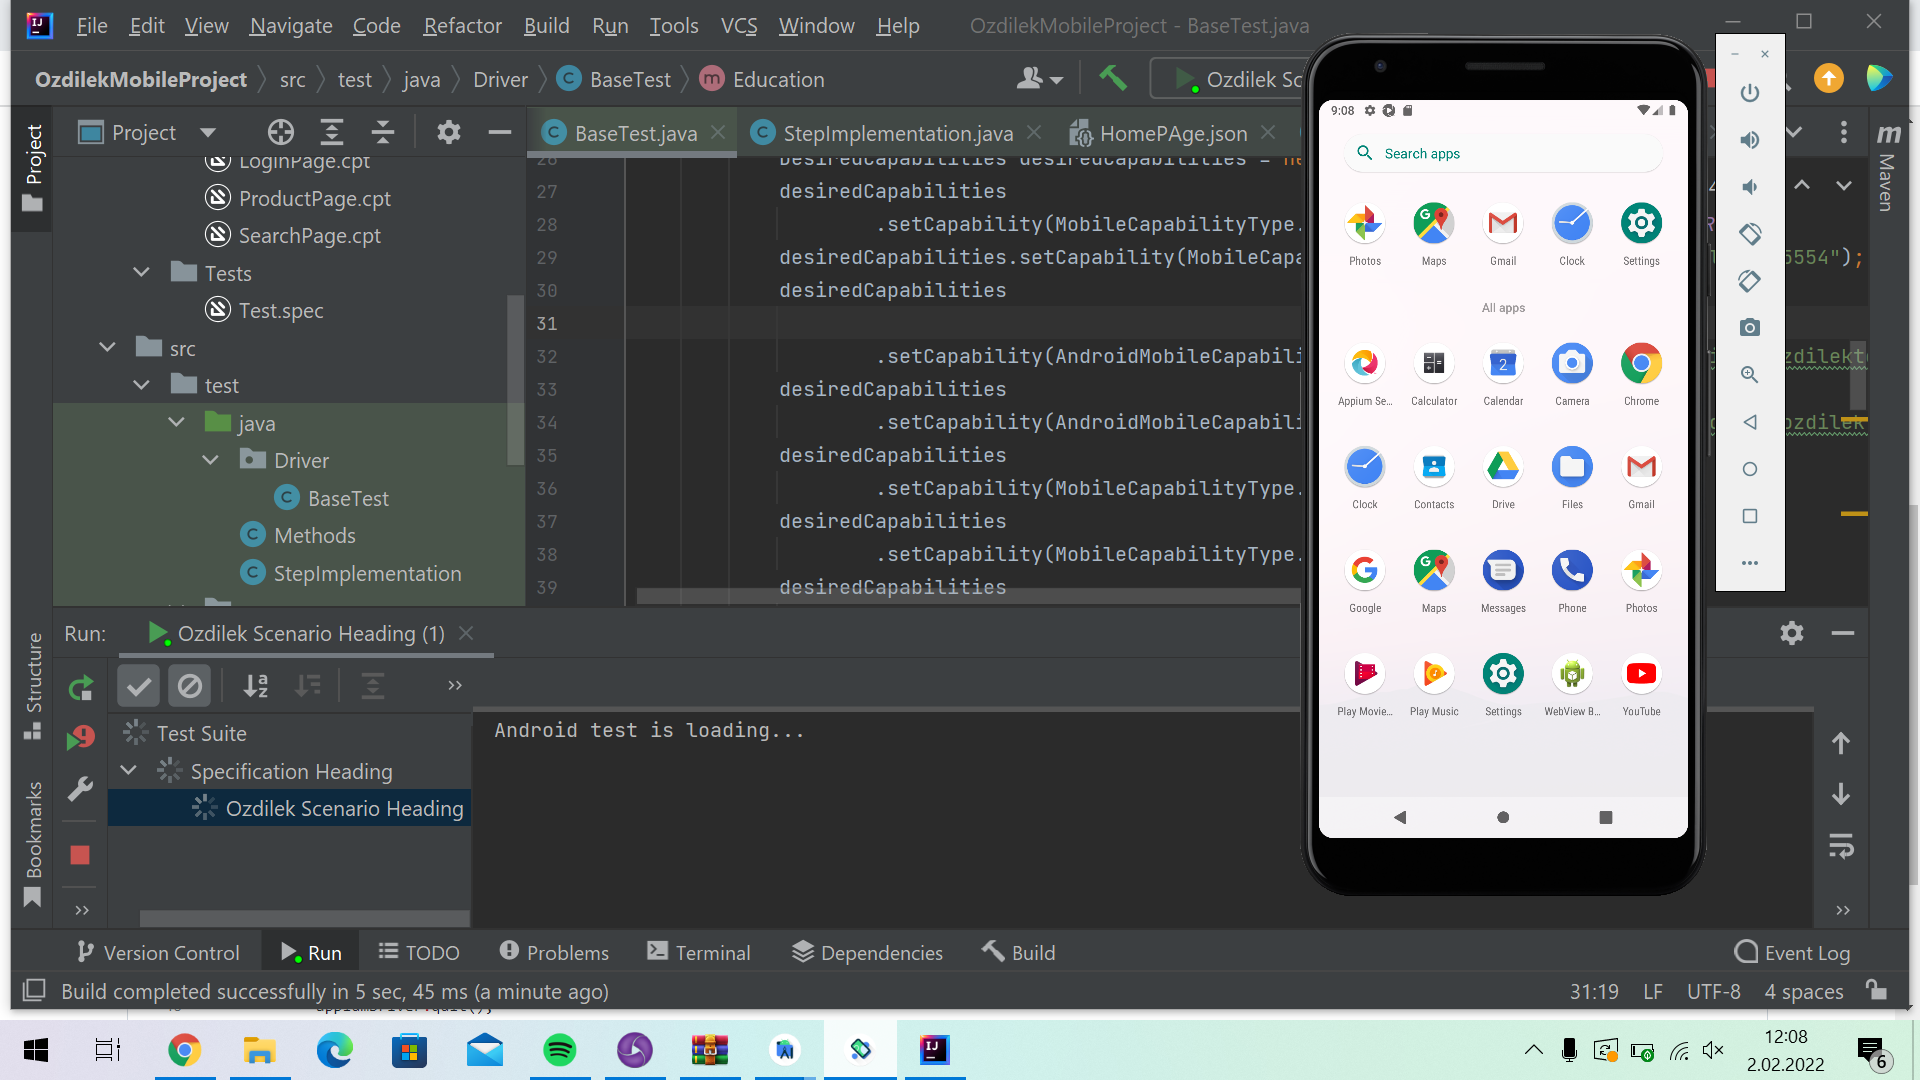 File Edit View Navigate Code Refactor Build Run Tools VCS Window Help OzdilekMobileProject - BaseTest.java
OzdilekMobileProject src test java Driver BaseTest Education
Ozdilek Sc
Project
BaseTest.java StepImplementation.java HomePAge.json
LoginPage.cpt
ProductPage.cpt
SearchPage.cpt
Tests
Test.spec
src
test
java
Driver
BaseTest
Methods
StepImplementation
Project
Structure
Bookmarks
Maven
26 DesiredCapabilities desiredCapabilities = ne
27 desiredCapabilities
28 .setCapability(MobileCapabilityType.
29 desiredCapabilities.setCapability(MobileCapa
5554");
30 desiredCapabilities
31
32 .setCapability(AndroidMobileCapabili
zdilekt
33 desiredCapabilities
34 .setCapability(AndroidMobileCapabili
ozdilek
35 desiredCapabilities
36 .setCapability(MobileCapabilityType.
37 desiredCapabilities
38 .setCapability(MobileCapabilityType.
39 desiredCapabilities
9:08
Search apps
Photos Maps Gmail Clock Settings
All apps
2
Appium Se... Calculator Calendar Camera Chrome
Clock Contacts Drive Files Gmail
Google Maps Messages Phone Photos
Play Movie... Play Music Settings WebView B... YouTube
Run: Ozdilek Scenario Heading (1)
Test Suite
Specification Heading
Ozdilek Scenario Heading
Android test is loading...
Version Control Run TODO Problems Terminal Dependencies Build Event Log
Build completed successfully in 5 sec, 45 ms (a minute ago)
31:19 LF UTF-8 4 spaces
12:08
2.02.2022
6